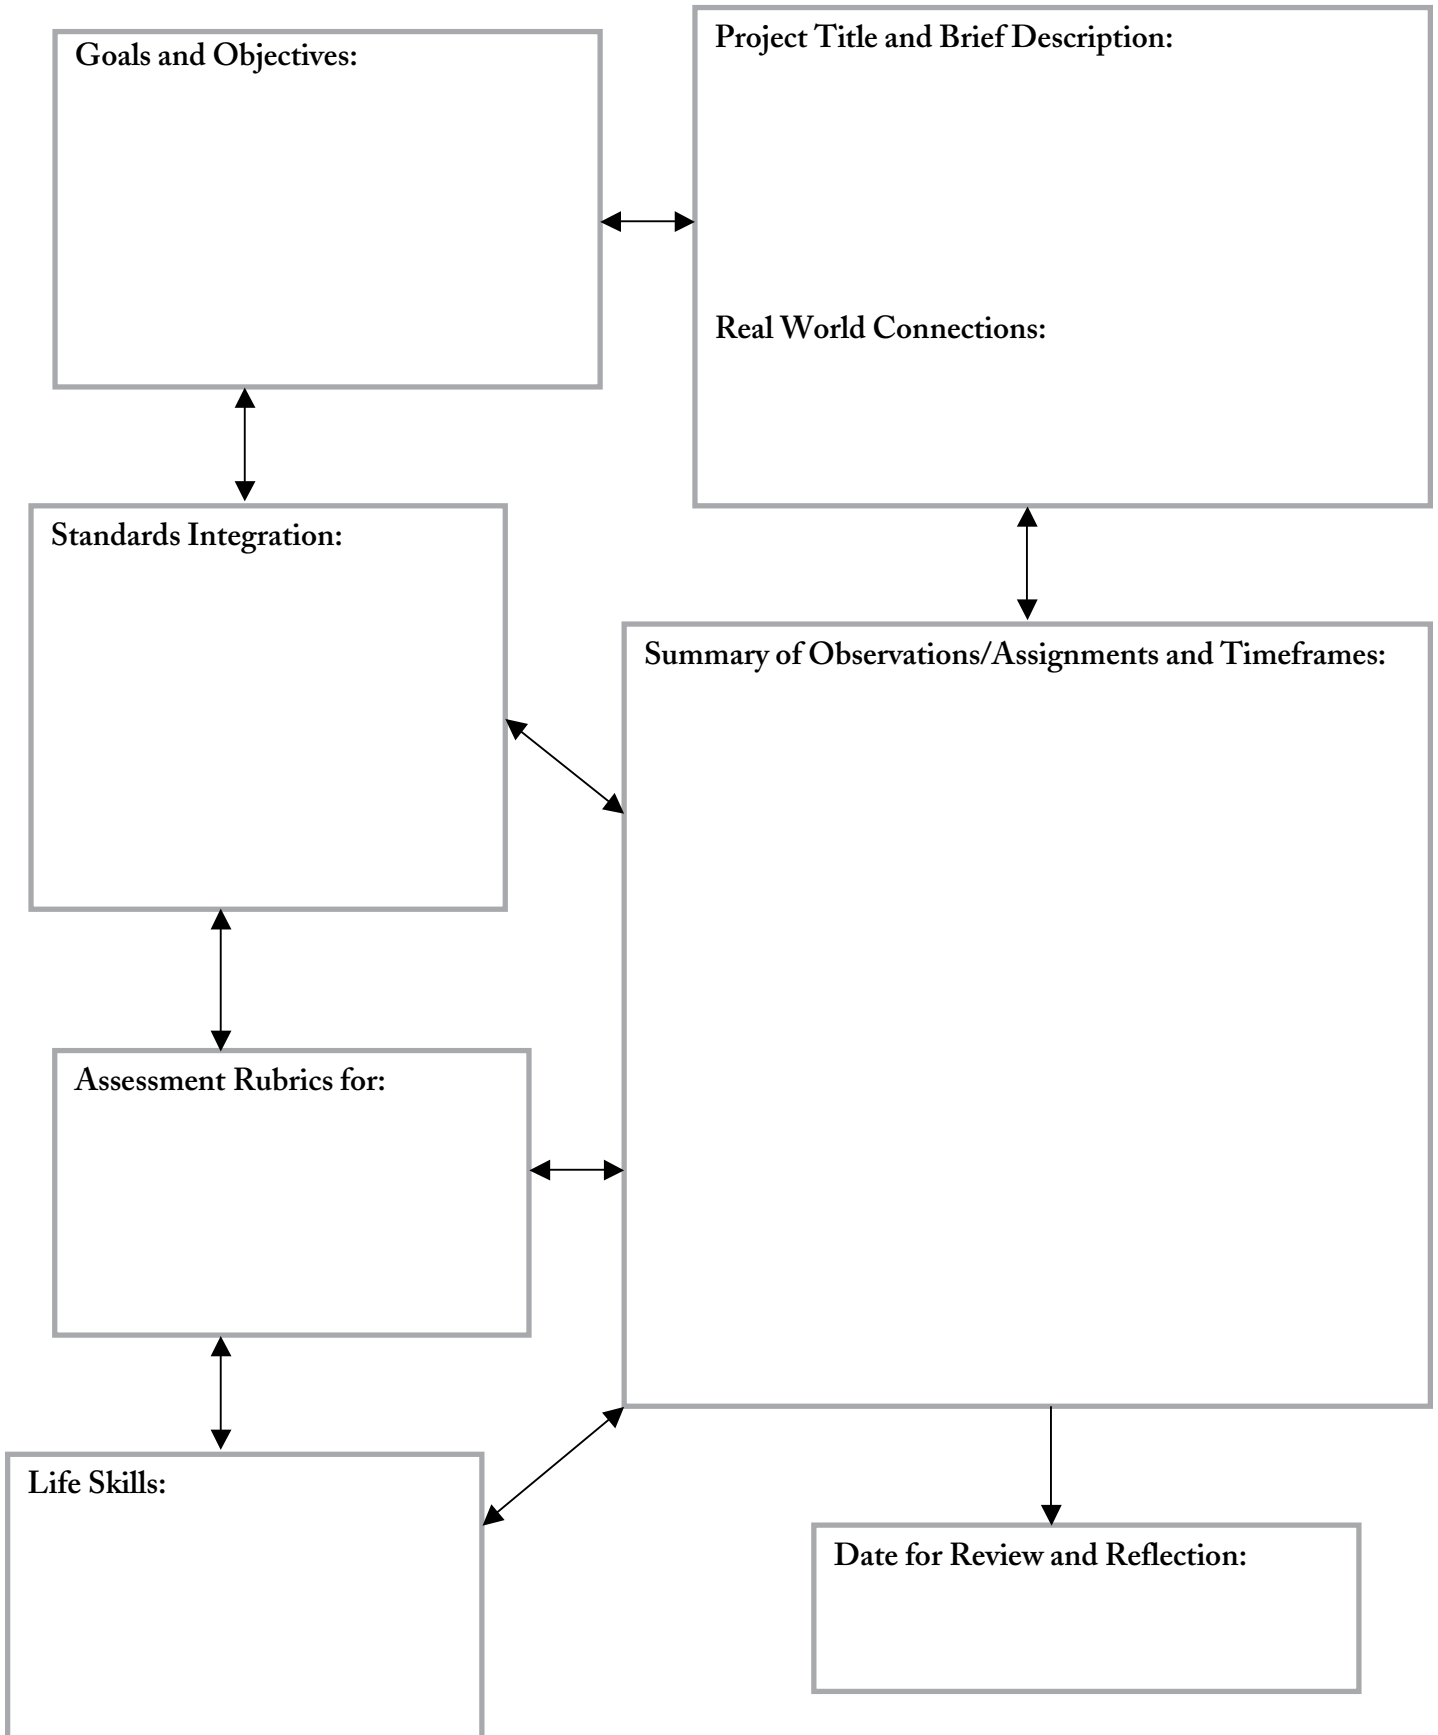 Goals and Objectives:
Project Title and Brief Description:
Real World Connections:
Standards Integration:
Summary of Observations/Assignments and Timeframes:
Assessment Rubrics for:
Life Skills:
Date for Review and Reflection: